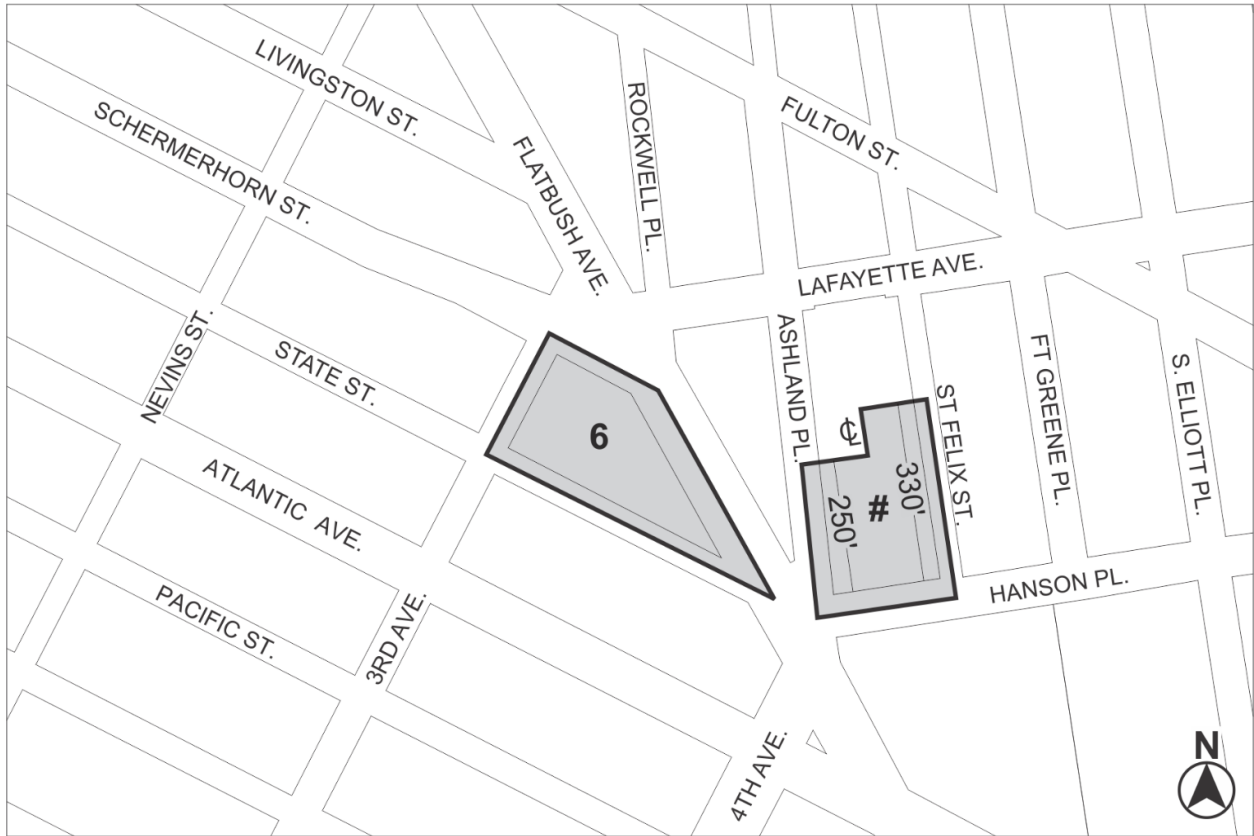 LIVINGSTON ST.
SCHERMERHORN ST.
FLATBUSH AVE.
ROCKWELL PL.
FULTON ST.
LAFAYETTE AVE.
NEVINS ST.
STATE ST.
ASHLAND PL.
ST FELIX ST.
FT GREENE PL.
S. ELLIOTT PL.
6
℄
330'
250'
#
ATLANTIC AVE.
PACIFIC ST.
3RD AVE.
HANSON PL.
4TH AVE.
N